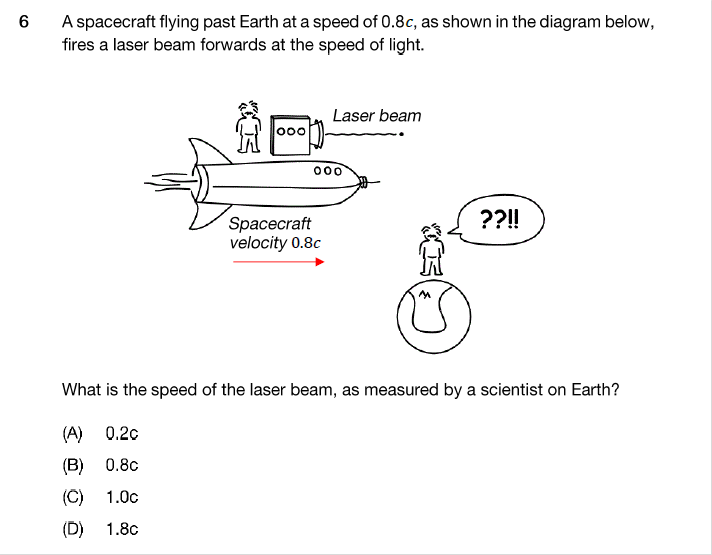 6 A spacecraft flying past Earth at a speed of 0.8c, as shown in the diagram below,
fires a laser beam forwards at the speed of light.
Laser beam
Spacecraft
velocity 0.8c
??!!
What is the speed of the laser beam, as measured by a scientist on Earth?
(A) 0.2c
(B) 0.8c
(C) 1.0c
(D) 1.8c